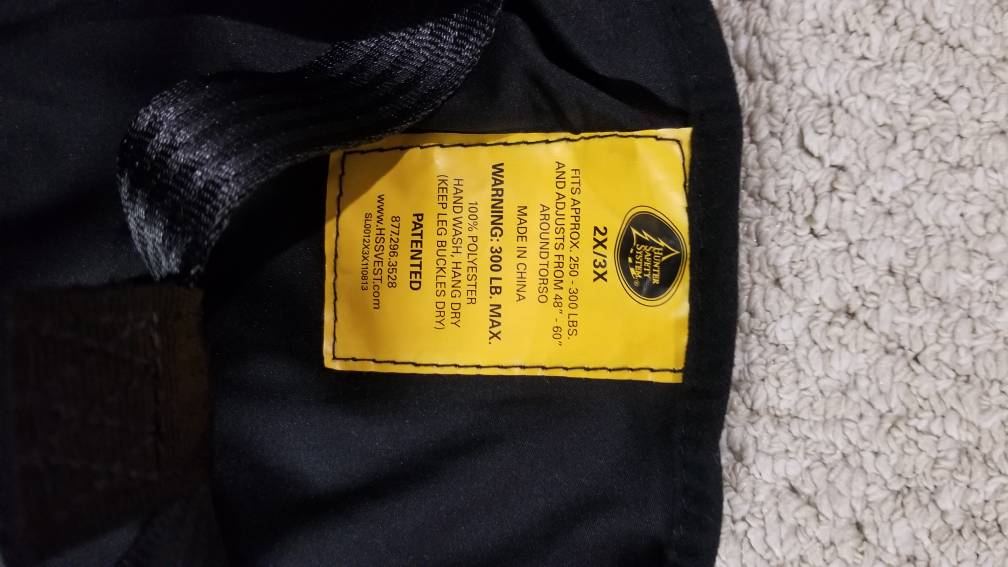 HUNTER
SAFETY
SYSTEM®
2X/3X
FITS APPROX. 250 - 300 LBS.
AND ADJUSTS FROM 48" - 60"
AROUND TORSO
MADE IN CHINA
WARNING: 300 LB. MAX.
100% POLYESTER
HAND WASH, HANG DRY
(KEEP LEG BUCKLES DRY)
PATENTED
877.296.3528
www.HSSVEST.com
SL0012X3X110813